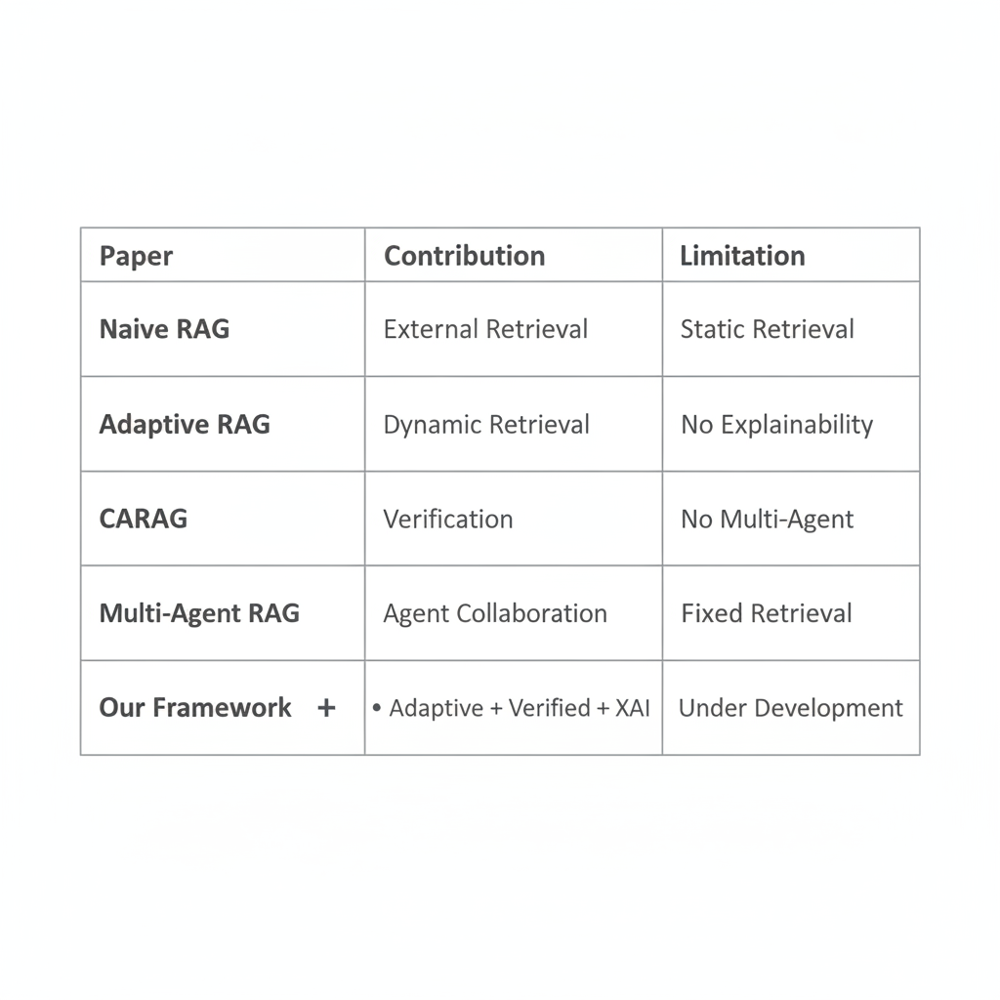 Paper Contribution Limitation
Naive RAG External Retrieval Static Retrieval
Adaptive RAG Dynamic Retrieval No Explainability
CARAG Verification No Multi-Agent
Multi-Agent RAG Agent Collaboration Fixed Retrieval
Our Framework + • Adaptive + Verified + XAI Under Development